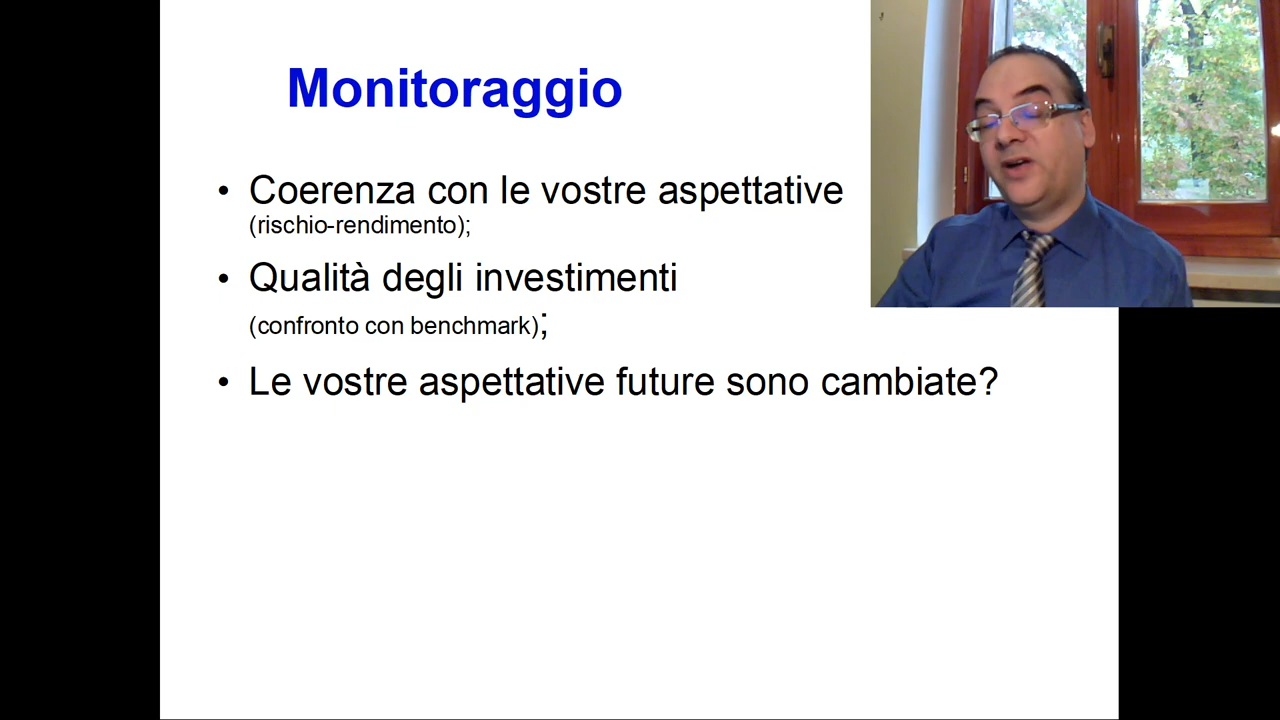 Monitoraggio
• Coerenza con le vostre aspettative
(rischio-rendimento);
• Qualità degli investimenti
(confronto con benchmark);
• Le vostre aspettative future sono cambiate?